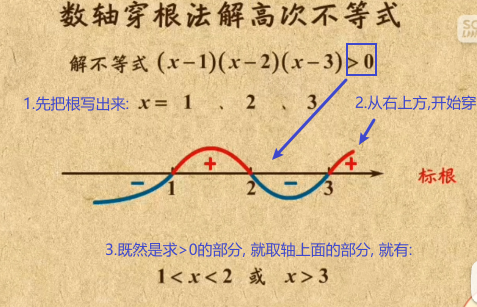 数轴穿根法解高次不等式
解不等式 (x-1)(x-2)(x-3)>0
1.先把根写出来: x= 1 、 2 、 3
2.从右上方,开始穿
+ +
- -
1 2 3
标根
3.既然是求>0的部分, 就取轴上面的部分, 就有:
1<x<2 或 x>3